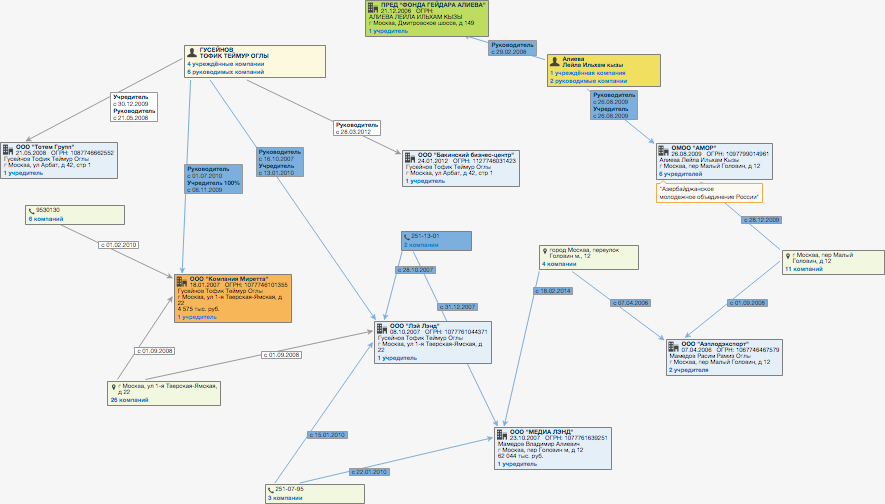 ПРЕД "ФОНДА ГЕЙДАРА АЛИЕВА"
21.12.2006 ОГРН:
АЛИЕВА ЛЕЙЛА ИЛЬХАМ КЫЗЫ
г Москва, Дмитровское шоссе, д 149
1 учредитель
Руководитель
с 29.02.2008
ГУСЕЙНОВ
ТОФИК ТЕЙМУР ОГЛЫ
4 учреждённые компании
6 руководимых компаний
Алиева
Лейла Ильхам кызы
1 учреждённая компания
2 руководимые компании
Учредитель
с 30.12.2009
Руководитель
с 21.05.2008
Руководитель
с 26.08.2009
Учредитель
с 26.08.2009
Руководитель
с 28.03.2012
ООО "Тотем Групп"
21.05.2008 ОГРН: 1087746662552
Гусейнов Тофик Теймур Оглы
г Москва, ул Арбат, д 42, стр 1
1 учредитель
Руководитель
с 16.10.2007
Учредитель
с 13.01.2010
ООО "Бакинский бизнес-центр"
24.01.2012 ОГРН: 1127746031423
Гусейнов Тофик Теймур Оглы
г Москва, ул Арбат, д 42, стр 1
1 учредитель
ОМОО "АМОР"
26.08.2009 ОГРН: 1097799014961
Алиева Лейла Ильхам Кызы
г Москва, пер Малый Головин, д 12
6 учредителей
Руководитель
с 01.07.2010
Учредитель 100%
с 06.11.2009
"Азербайджанское
молодежное объединение России"
9530130
6 компаний
с 28.12.2009
с 01.02.2010
251-13-01
2 компании
город Москва, переулок
Головин м., 12
4 компании
г Москва, пер Малый
Головин, д 12
11 компаний
с 26.10.2007
ООО "Компания Миретта"
18.01.2007 ОГРН: 1077746101355
Гусейнов Тофик Теймур Оглы
г Москва, ул 1-я Тверская-Ямская, д
22
4 575 тыс. руб.
1 учредитель
с 18.02.2014
с 31.12.2007
с 07.04.2006
с 01.09.2008
ООО "Лэй Лэнд"
08.10.2007 ОГРН: 1077761044371
Гусейнов Тофик Теймур Оглы
г Москва, ул 1-я Тверская-Ямская, д
22
1 учредитель
с 01.09.2008
с 01.09.2008
ООО "Азплодэкспорт"
07.04.2006 ОГРН: 1067746467579
Мамедов Расим Рамиз Оглы
г Москва, пер Малый Головин, д 12
2 учредителя
г Москва, ул 1-я Тверская-Ямская,
д 22
26 компаний
с 15.01.2010
ООО "МЕДИА ЛЭНД"
23.10.2007 ОГРН: 1077761639251
Мамедов Владимир Алиевич
г Москва, пер Головин м, д 12
62 044 тыс. руб.
1 учредитель
с 22.01.2010
251-07-95
3 компании